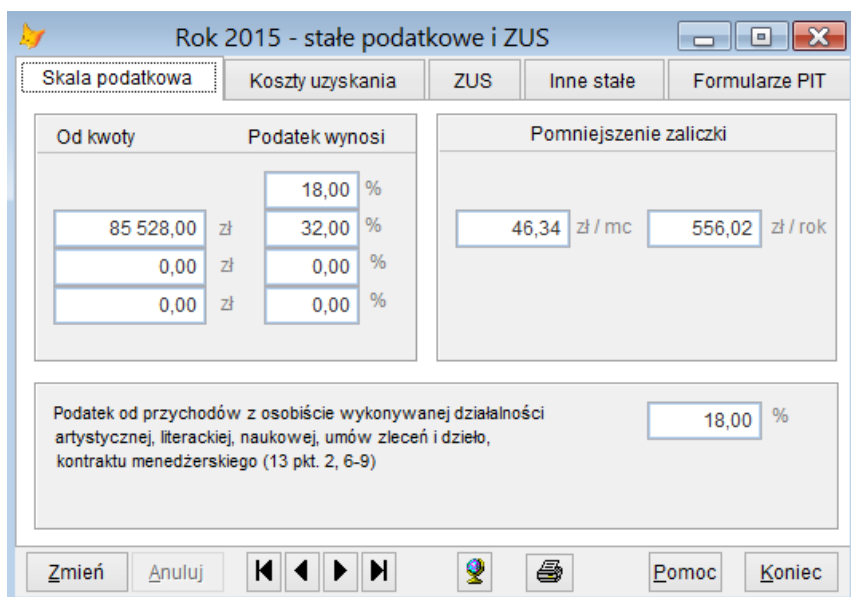 Rok 2015 - stałe podatkowe i ZUS
Skala podatkowa
Koszty uzyskania
ZUS
Inne stałe
Formularze PIT
Od kwoty
Podatek wynosi
18,00 %
85 528,00 zł 32,00 %
0,00 zł 0,00 %
0,00 zł 0,00 %
Pomniejszenie zaliczki
46,34 zł / mc 556,02 zł / rok
Podatek od przychodów z osobiście wykonywanej działalności
artystycznej, literackiej, naukowej, umów zleceń i dzieło,
kontraktu menedżerskiego (13 pkt. 2, 6-9)
18,00 %
Zmień
Anuluj
Pomoc
Koniec